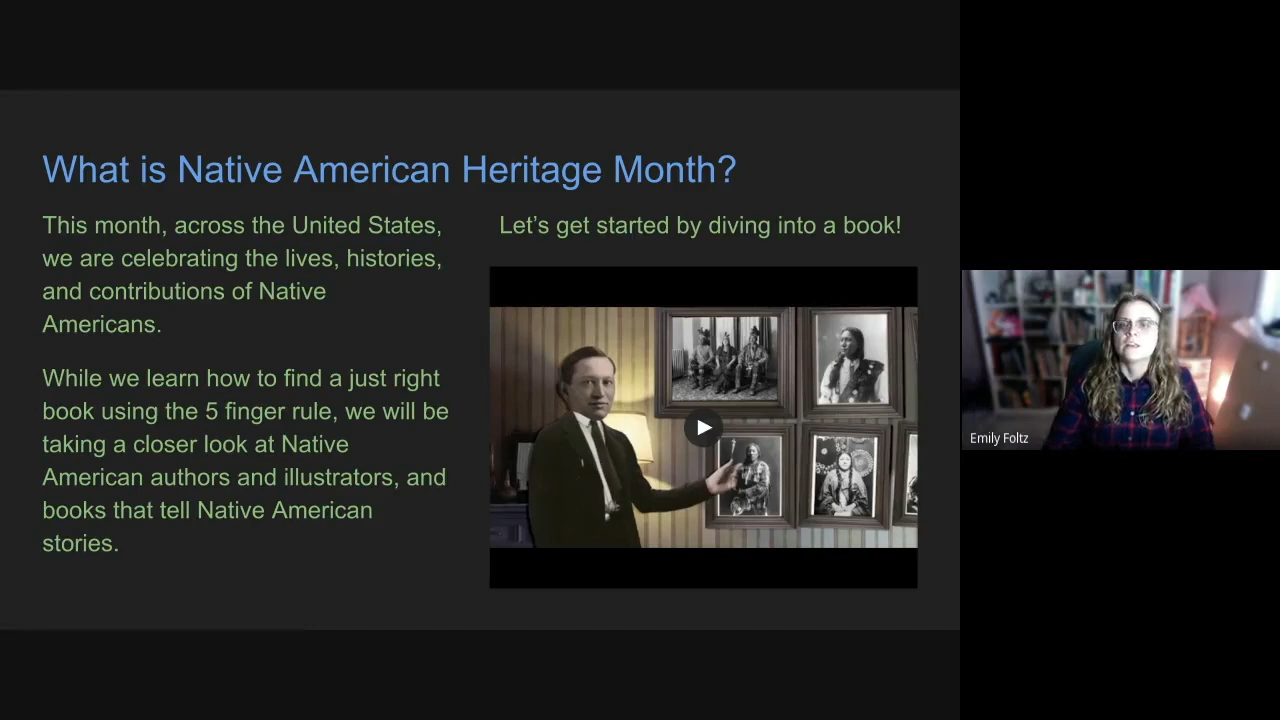 What is Native American Heritage Month?
This month, across the United States,
we are celebrating the lives, histories,
and contributions of Native
Americans.
While we learn how to find a just right
book using the 5 finger rule, we will be
taking a closer look at Native
American authors and illustrators, and
books that tell Native American
stories.
Let’s get started by diving into a book!
Emily Foltz